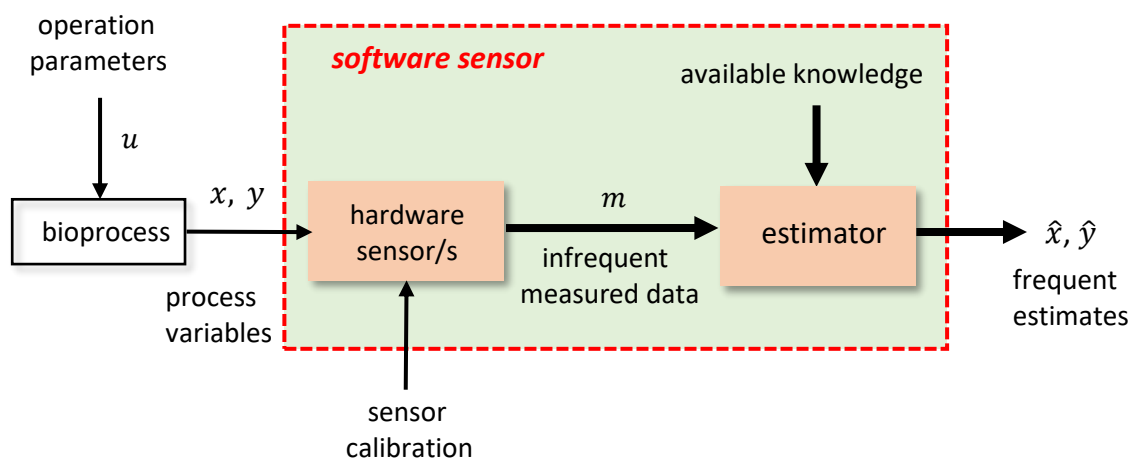 operation
parameters
software sensor
available knowledge
u
x, y
m
bioprocess
hardware
sensor/s
estimator
x̂, ŷ
infrequent
measured data
process
variables
frequent
estimates
sensor
calibration